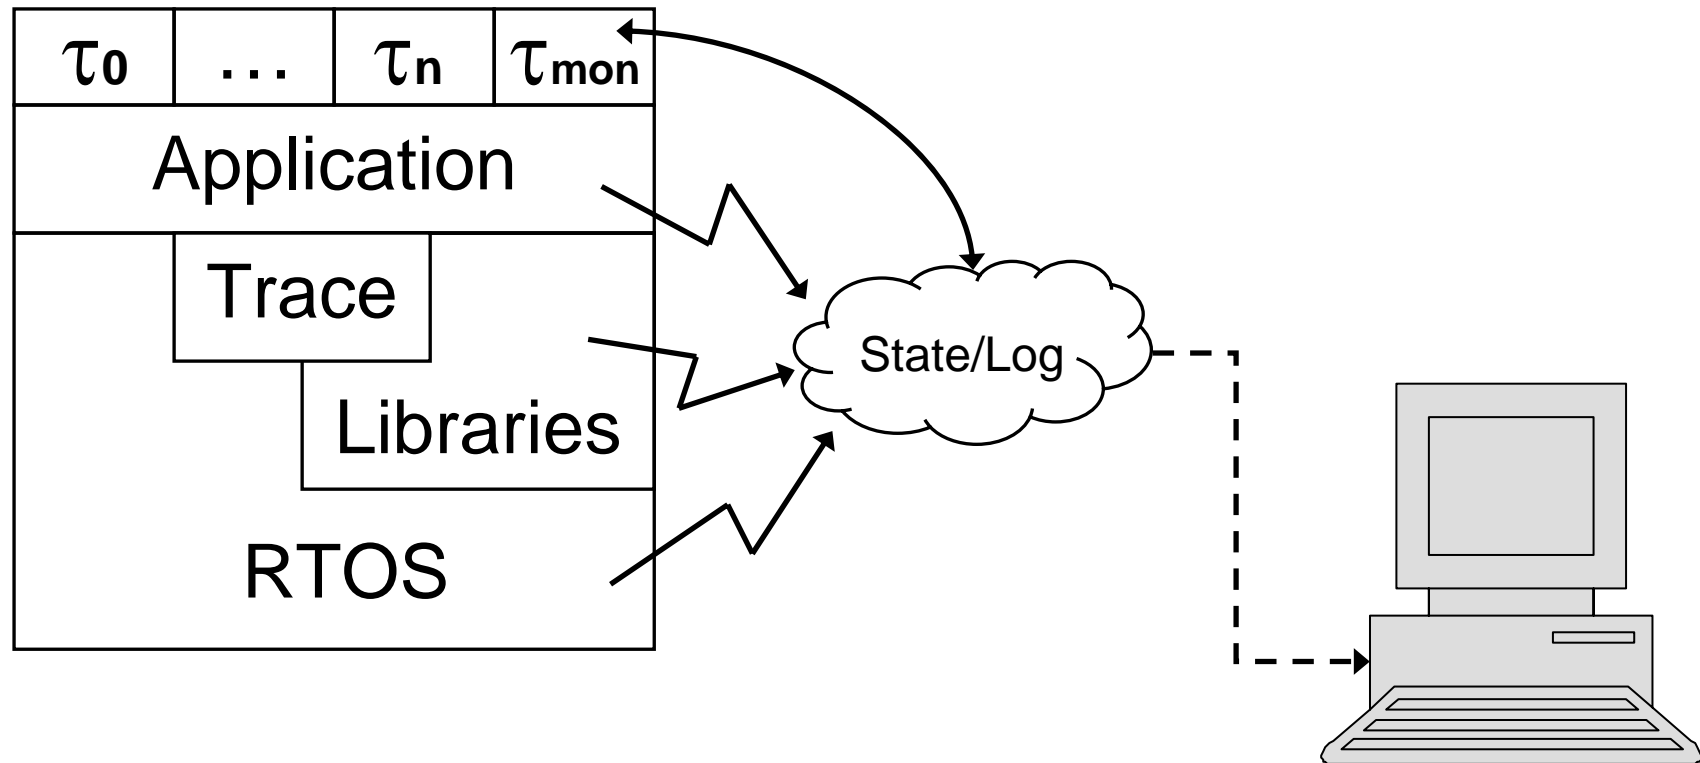 τ0 ... τn τmon
Application
Trace
State/Log
Libraries
RTOS